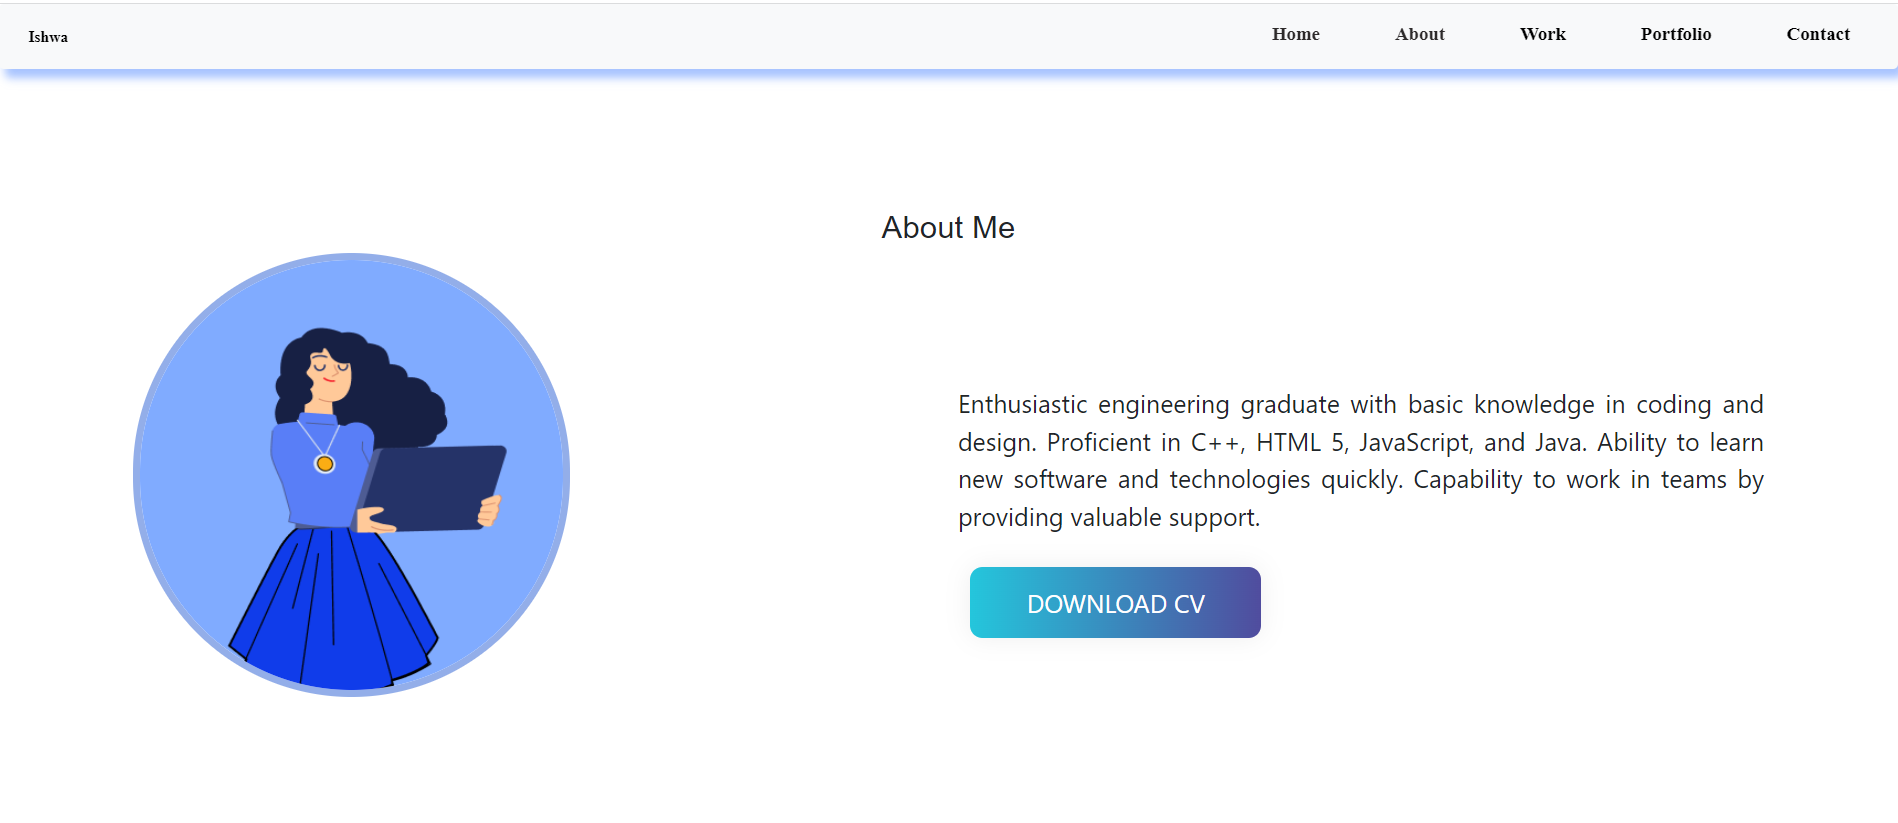 Ishwa
Home About Work Portfolio Contact
About Me
Enthusiastic engineering graduate with basic knowledge in coding and
design. Proficient in C++, HTML 5, JavaScript, and Java. Ability to learn
new software and technologies quickly. Capability to work in teams by
providing valuable support.
DOWNLOAD CV